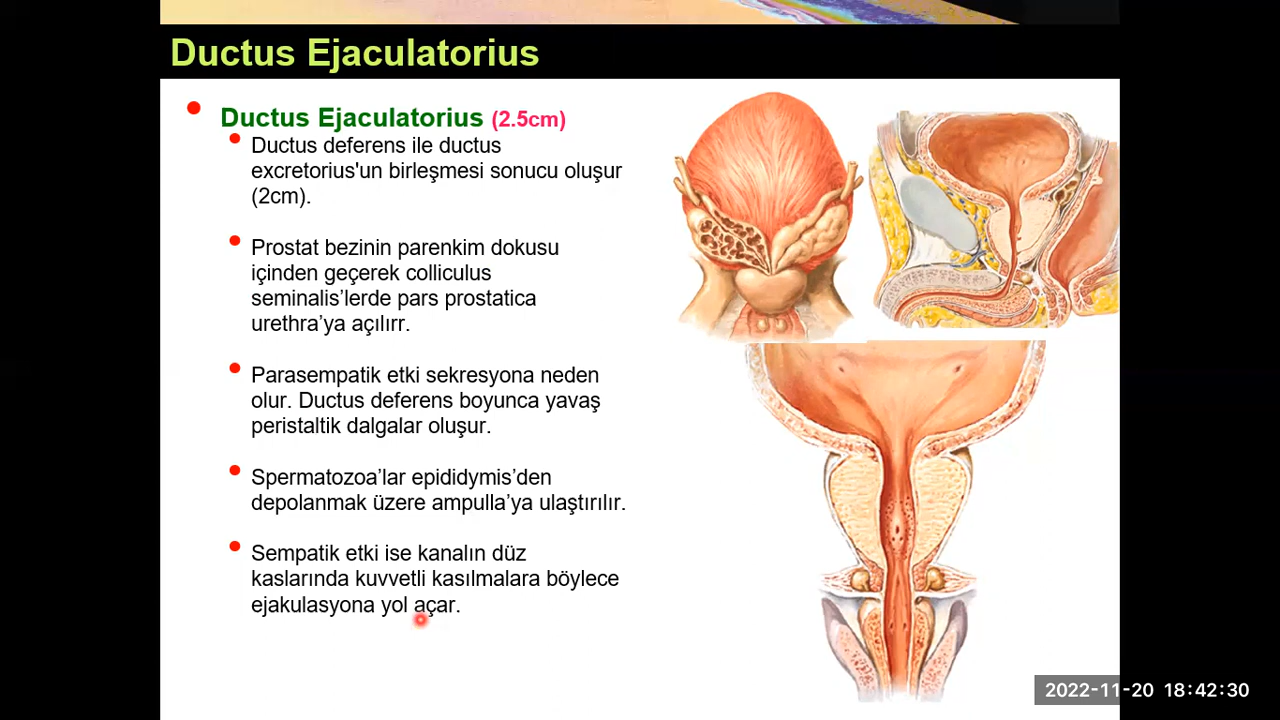 Ductus Ejaculatorius
Ductus Ejaculatorius (2.5cm)
Ductus deferens ile ductus
excretorius'un birleşmesi sonucu oluşur
(2cm).
Prostat bezinin parenkim dokusu
içinden geçerek colliculus
seminalis’lerde pars prostatica
urethra’ya açılırr.
Parasempatik etki sekresyona neden
olur. Ductus deferens boyunca yavaş
peristaltik dalgalar oluşur.
Spermatozoa’lar epididymis’den
depolanmak üzere ampulla’ya ulaştırılır.
Sempatik etki ise kanalın düz
kaslarında kuvvetli kasılmalara böylece
ejakulasyona yol açar.
2022-11-20 18:42:30